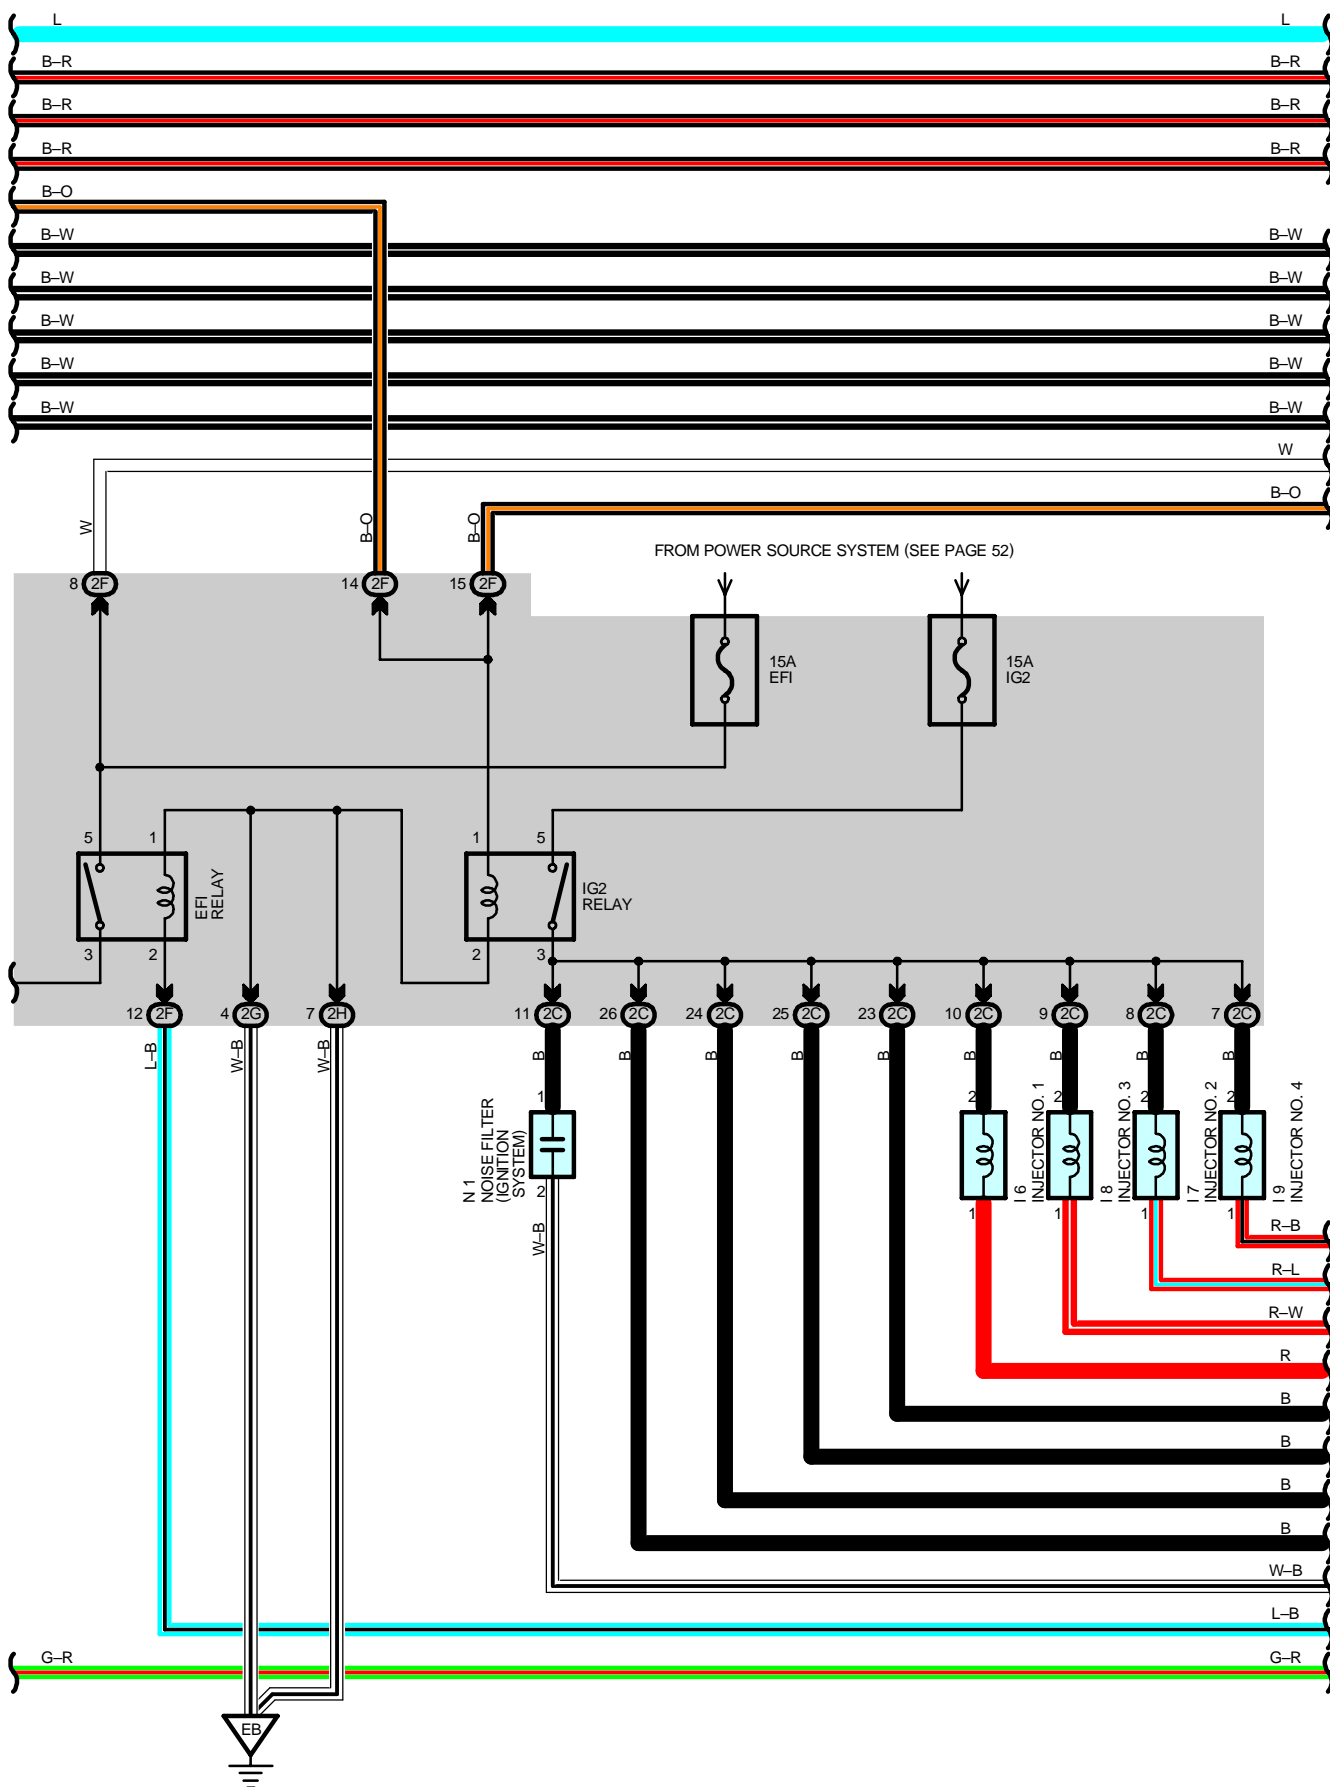 L L
B–R B–R
B–R B–R
B–R B–R
B–O
B–W B–W
B–W B–W
B–W B–W
B–W B–W
B–W B–W
W
B–O
W B–O B–O
FROM POWER SOURCE SYSTEM (SEE PAGE 52)
8 2F 14 2F 15 2F
15A
EFI
15A
IG2
5 1 1 5
EFI
RELAY
IG2
RELAY
3 2 2 3
12 2F 4 2G 7 2H 11 2C 26 2C 24 2C 25 2C 23 2C 10 2C 9 2C 8 2C 7 2C
L–B W–B W–B B B B B B B B B B
1 2 2 2 2
N 1
NOISE FILTER
(IGNITION
SYSTEM)
I 6
INJECTOR NO. 1
I 8
INJECTOR NO. 3
I 7
INJECTOR NO. 2
I 9
INJECTOR NO. 4
2 1 1 1 1
W–B
R–B
R–L
R–W
R
B
B
B
B
W–B
L–B
G–R G–R
EB